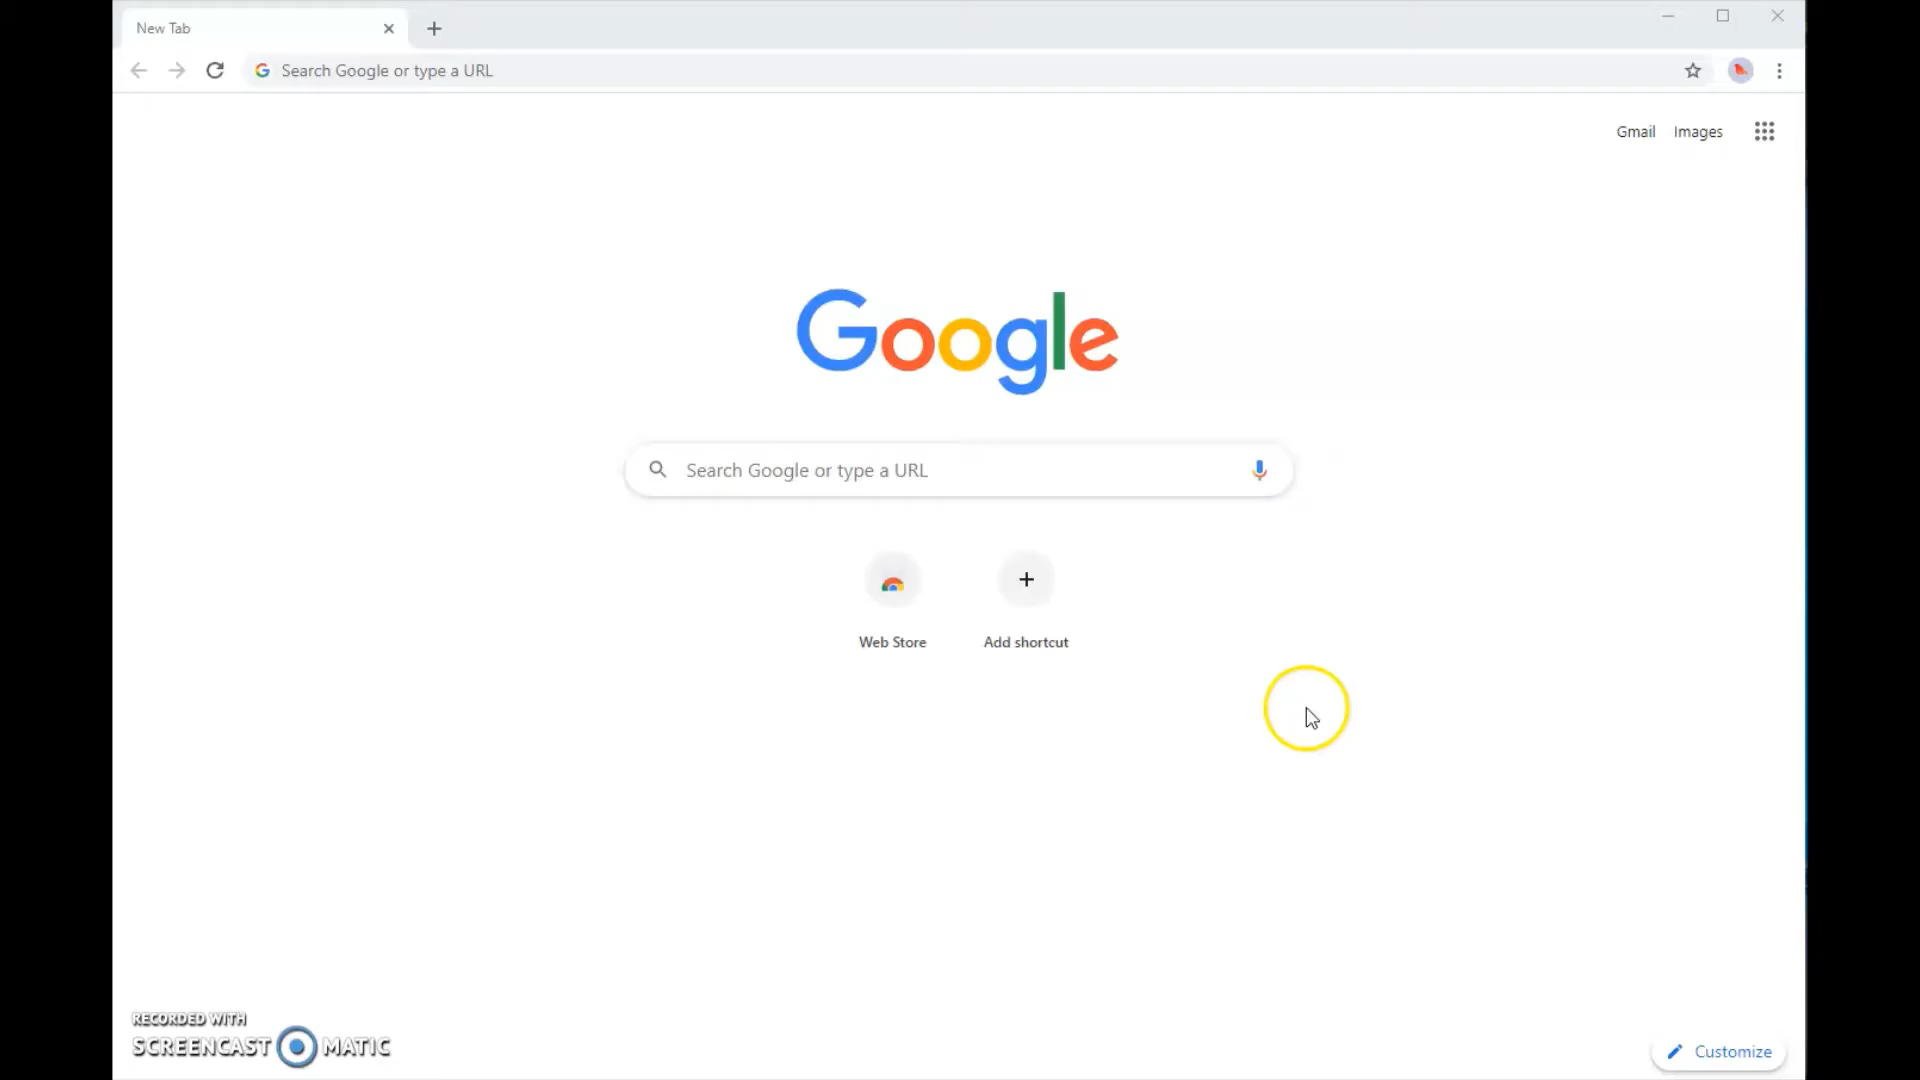 New Tab
Search Google or type a URL
Gmail Images
Google
Search Google or type a URL
Web Store Add shortcut
RECORDED WITH
SCREENCAST MATIC
Customize